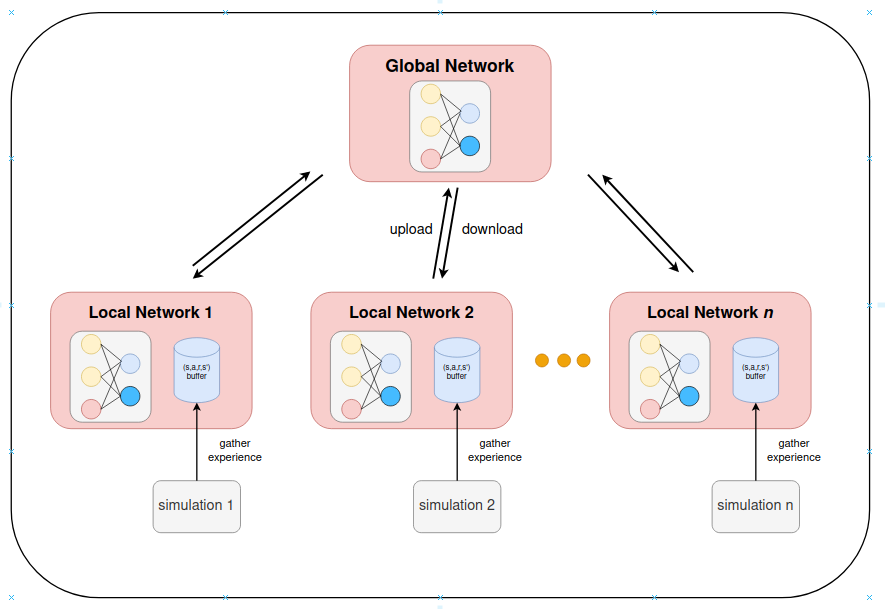 Global Network
upload
download
Local Network 1
(s,a,r,s')
buffer
gather
experience
simulation 1
Local Network 2
(s,a,r,s')
buffer
gather
experience
simulation 2
Local Network n
(s,a,r,s')
buffer
gather
experience
simulation n